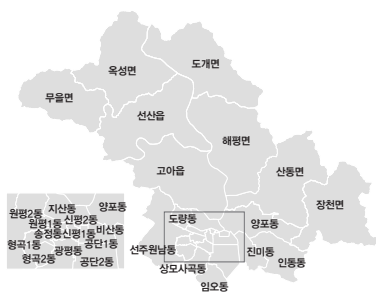 도개면
옥성면
무을면
선산읍
해평면
고아읍
산동면
장천면
도량동
양포동
선주원남동
진미동
인동동
상모사곡동
임오동
지산동
양포동
원평2동
신평2동
원평1동
비산동
송정동
신평1동
형곡1동
공단1동
광평동
형곡2동
공단2동